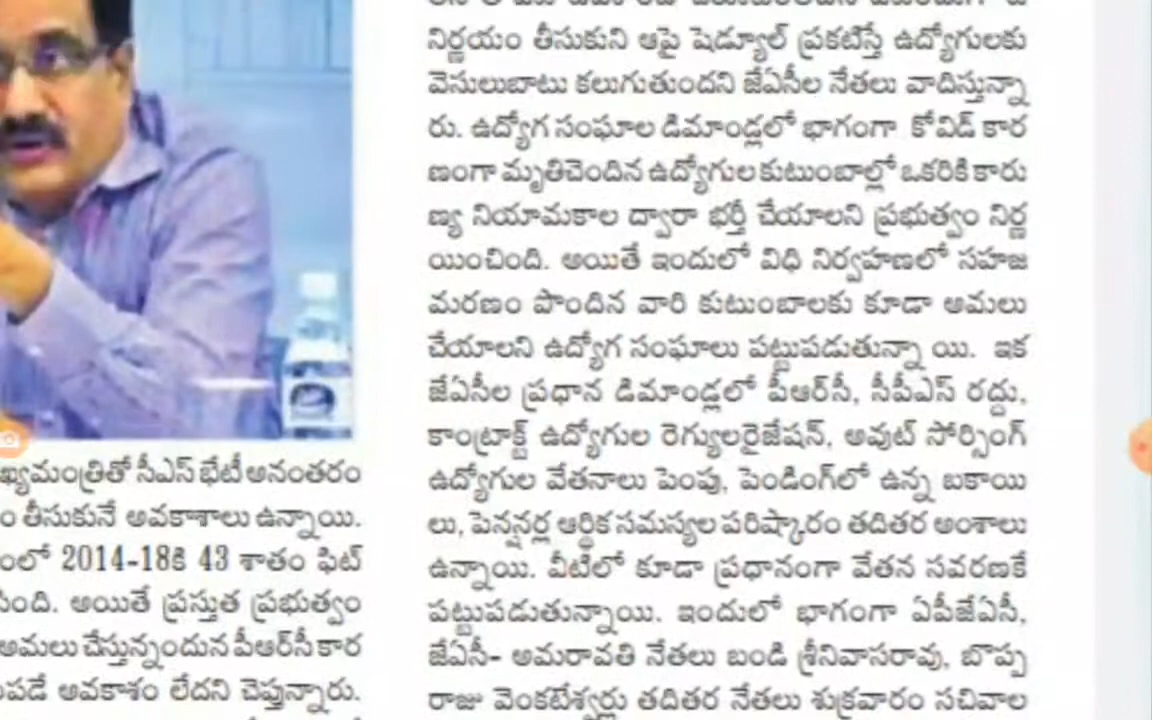 ఖ్యమంత్రితో సీఎస్ భేటీ అనంతరం
తీసుకునే అవకాశాలు ఉన్నాయి.
2014-18కి 43 శాతం ఫిట్
అయితే ప్రస్తుత ప్రభుత్వం
అమలు చేస్తున్నందున పీఆర్‌సీ కార
అవకాశం లేదని చెప్తున్నారు.
నిర్ణయం తీసుకుని ఆపై షెడ్యూల్ ప్రకటిస్తే ఉద్యోగులకు
వెసులుబాటు కలుగుతుందని జేఏసీల నేతలు వాదిస్తున్నా
రు. ఉద్యోగ సంఘాల డిమాండ్లలో భాగంగా కోవిడ్ కార
ణంగా మృతిచెందిన ఉద్యోగుల కుటుంబాల్లో ఒకరికి కారు
ణ్య నియామకాల ద్వారా భర్తీ చేయాలని ప్రభుత్వం నిర్ణ
యించింది. అయితే ఇందులో విధి నిర్వహణలో సహజ
మరణం పొందిన వారి కుటుంబాలకు కూడా అమలు
చేయాలని ఉద్యోగ సంఘాలు పట్టుపడుతున్నా యి. ఇక
జేఏసీల ప్రధాన డిమాండ్లలో పీఆర్‌సీ, సీపీఎస్ రద్దు,
కాంట్రాక్ట్ ఉద్యోగుల రెగ్యులరైజేషన్, అవుట్ సోర్సింగ్
ఉద్యోగుల వేతనాలు పెంపు, పెండింగ్‌లో ఉన్న బకాయి
లు, పెన్షనర్ల ఆర్థిక సమస్యల పరిష్కారం తదితర అంశాలు
ఉన్నాయి. వీటిలో కూడా ప్రధానంగా వేతన సవరణకే
పట్టుపడుతున్నాయి. ఇందులో భాగంగా ఏపీజేఏసీ,
జేఏసీ- అమరావతి నేతలు బండి శ్రీనివాసరావు, బొప్ప
రాజు వెంకటేశ్వర్లు తదితర నేతలు శుక్రవారం సచివాల